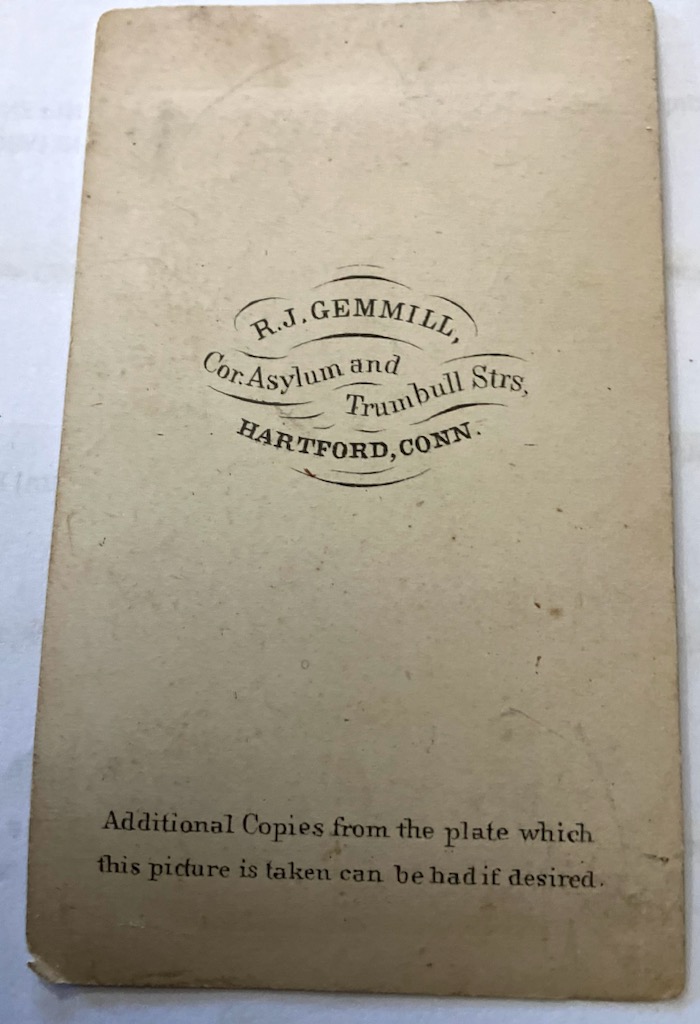 R.J. GEMMILL,
Cor. Asylum and
Trumbull Strs,
HARTFORD, CONN.
Additional Copies from the plate which
this picture is taken can be had if desired.